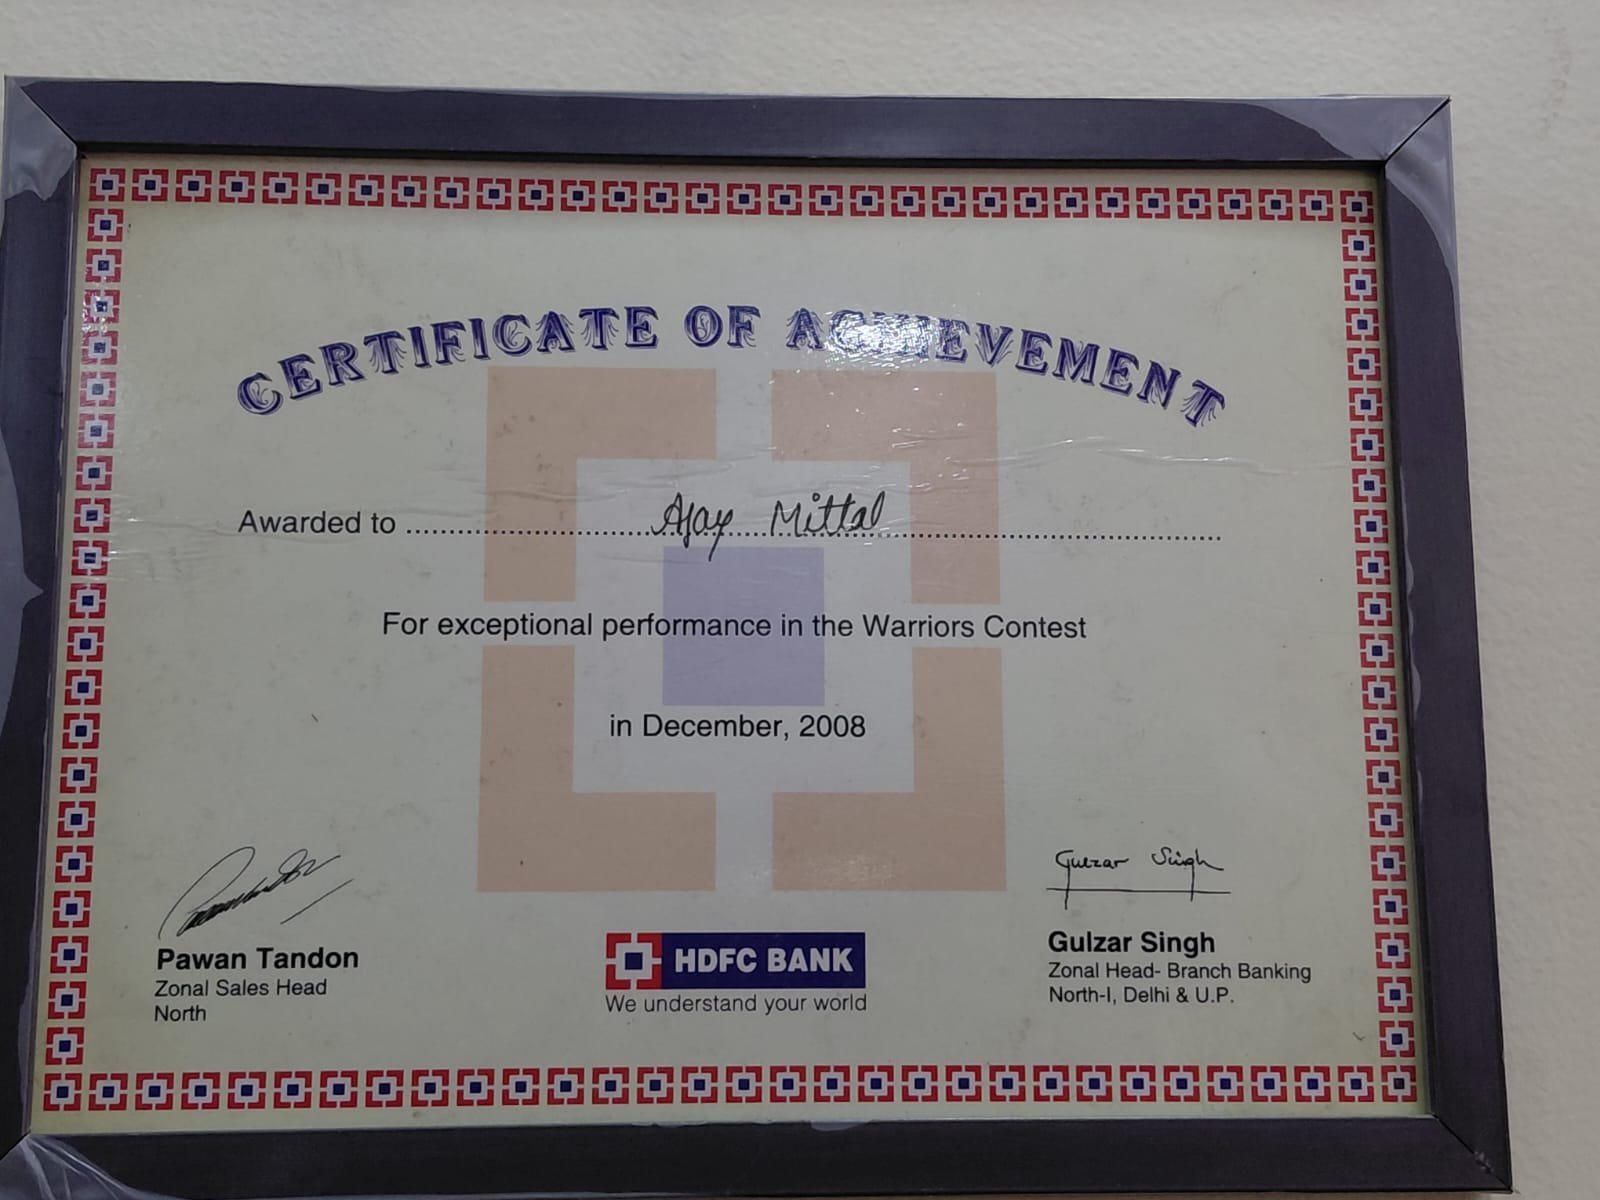 CERTIFICATE OF ACHIEVEMENT
Awarded to ........................ Ajay Mittal ........................
For exceptional performance in the Warriors Contest
in December, 2008
Gulzar Singh
Pawan Tandon
Zonal Sales Head
North
HDFC BANK
We understand your world
Gulzar Singh
Zonal Head- Branch Banking
North-I, Delhi & U.P.